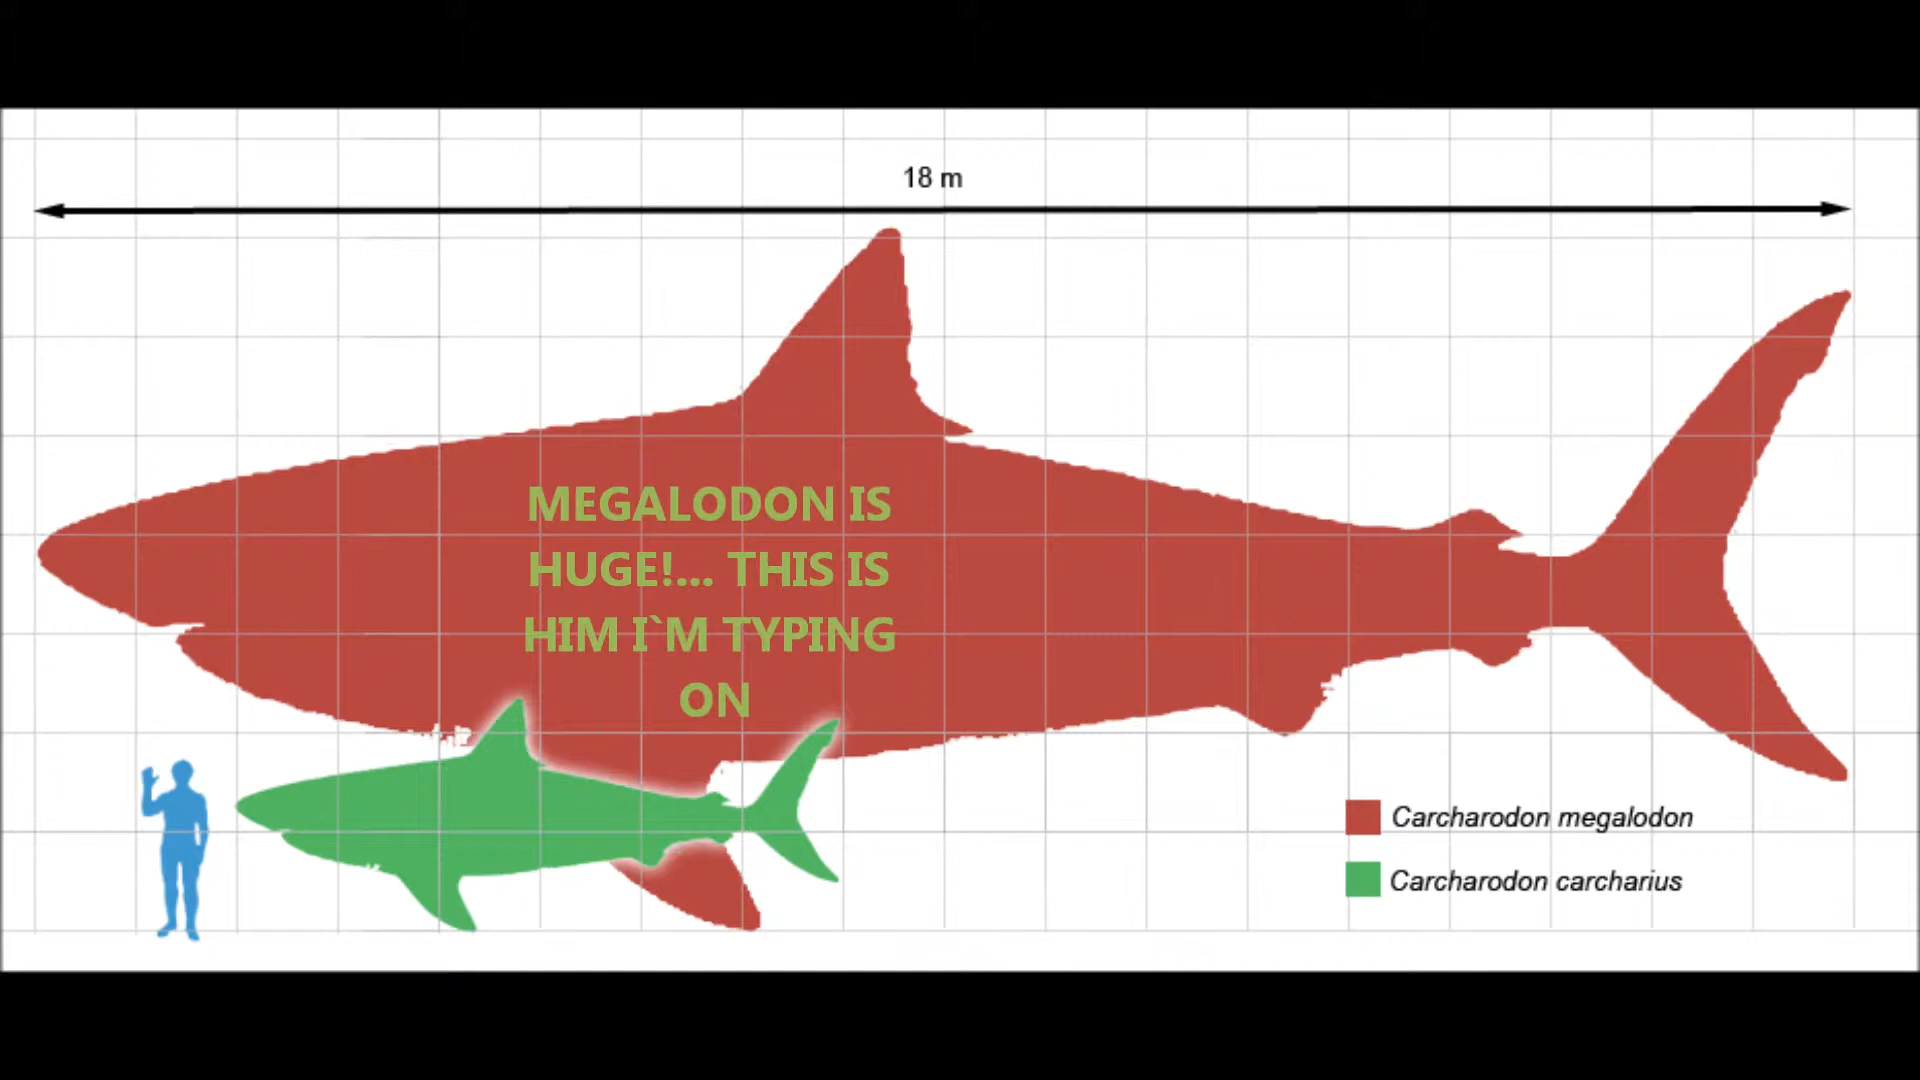 18 m
MEGALODON IS
HUGE!... THIS IS
HIM I`M TYPING
ON
Carcharodon megalodon
Carcharodon carcharius